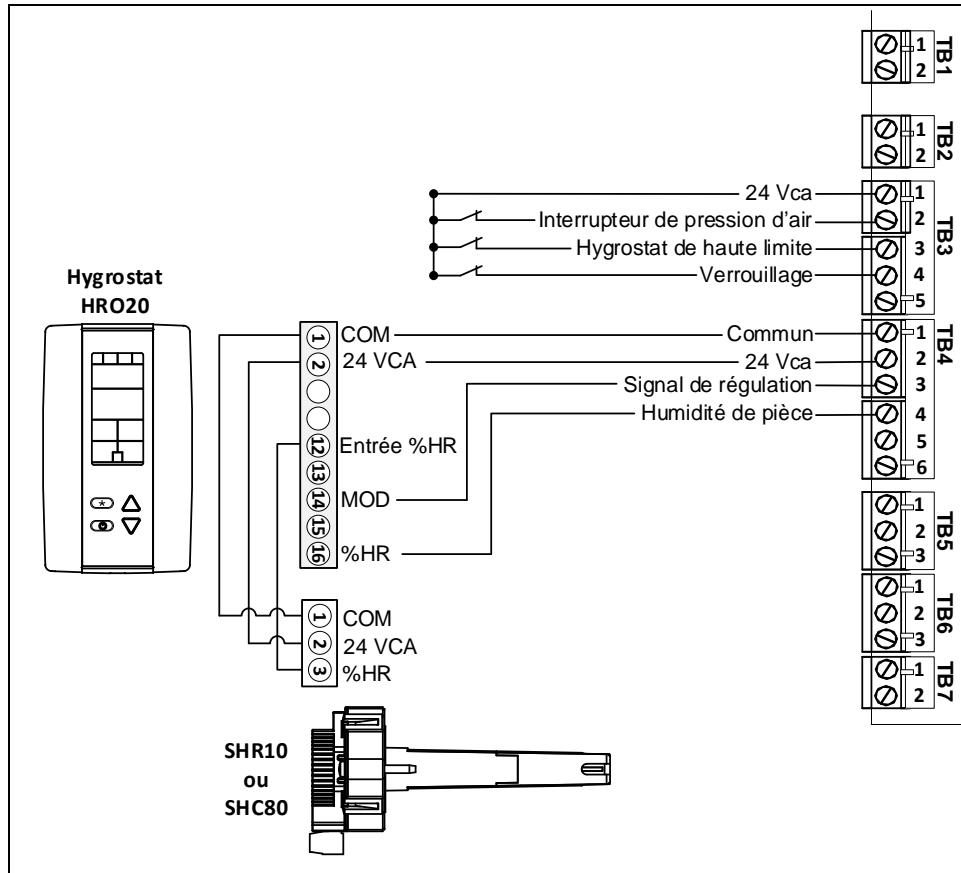 1
2
TB1
1
2
TB2
24 Vca
1
Interrupteur de pression d'air
2
Hygrostat de haute limite
3
Verrouillage
4
5
TB3
Hygrostat
HRO20
1 COM
Commun
1
2 24 VCA
24 Vca
2
Signal de régulation
3
Humidité de pièce
4
5
6
TB4
12 Entrée %HR
13
14 MOD
15
16 %HR
1
2
3
TB5
1 COM
2 24 VCA
3 %HR
1
2
3
TB6
1
2
TB7
SHR10
ou
SHC80